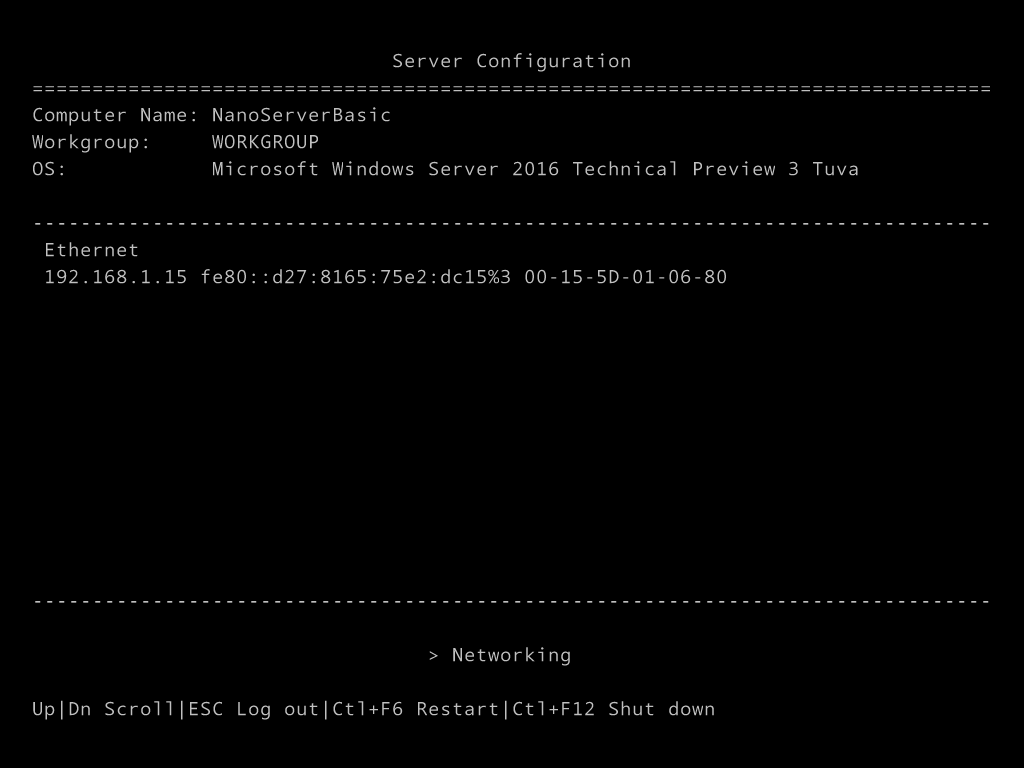 Server Configuration
================================================================================
Computer Name: NanoServerBasic
Workgroup:     WORKGROUP
OS:            Microsoft Windows Server 2016 Technical Preview 3 Tuva
--------------------------------------------------------------------------------
Ethernet
192.168.1.15 fe80::d27:8165:75e2:dc15%3 00-15-5D-01-06-80
--------------------------------------------------------------------------------
> Networking
Up|Dn Scroll|ESC Log out|Ctl+F6 Restart|Ctl+F12 Shut down